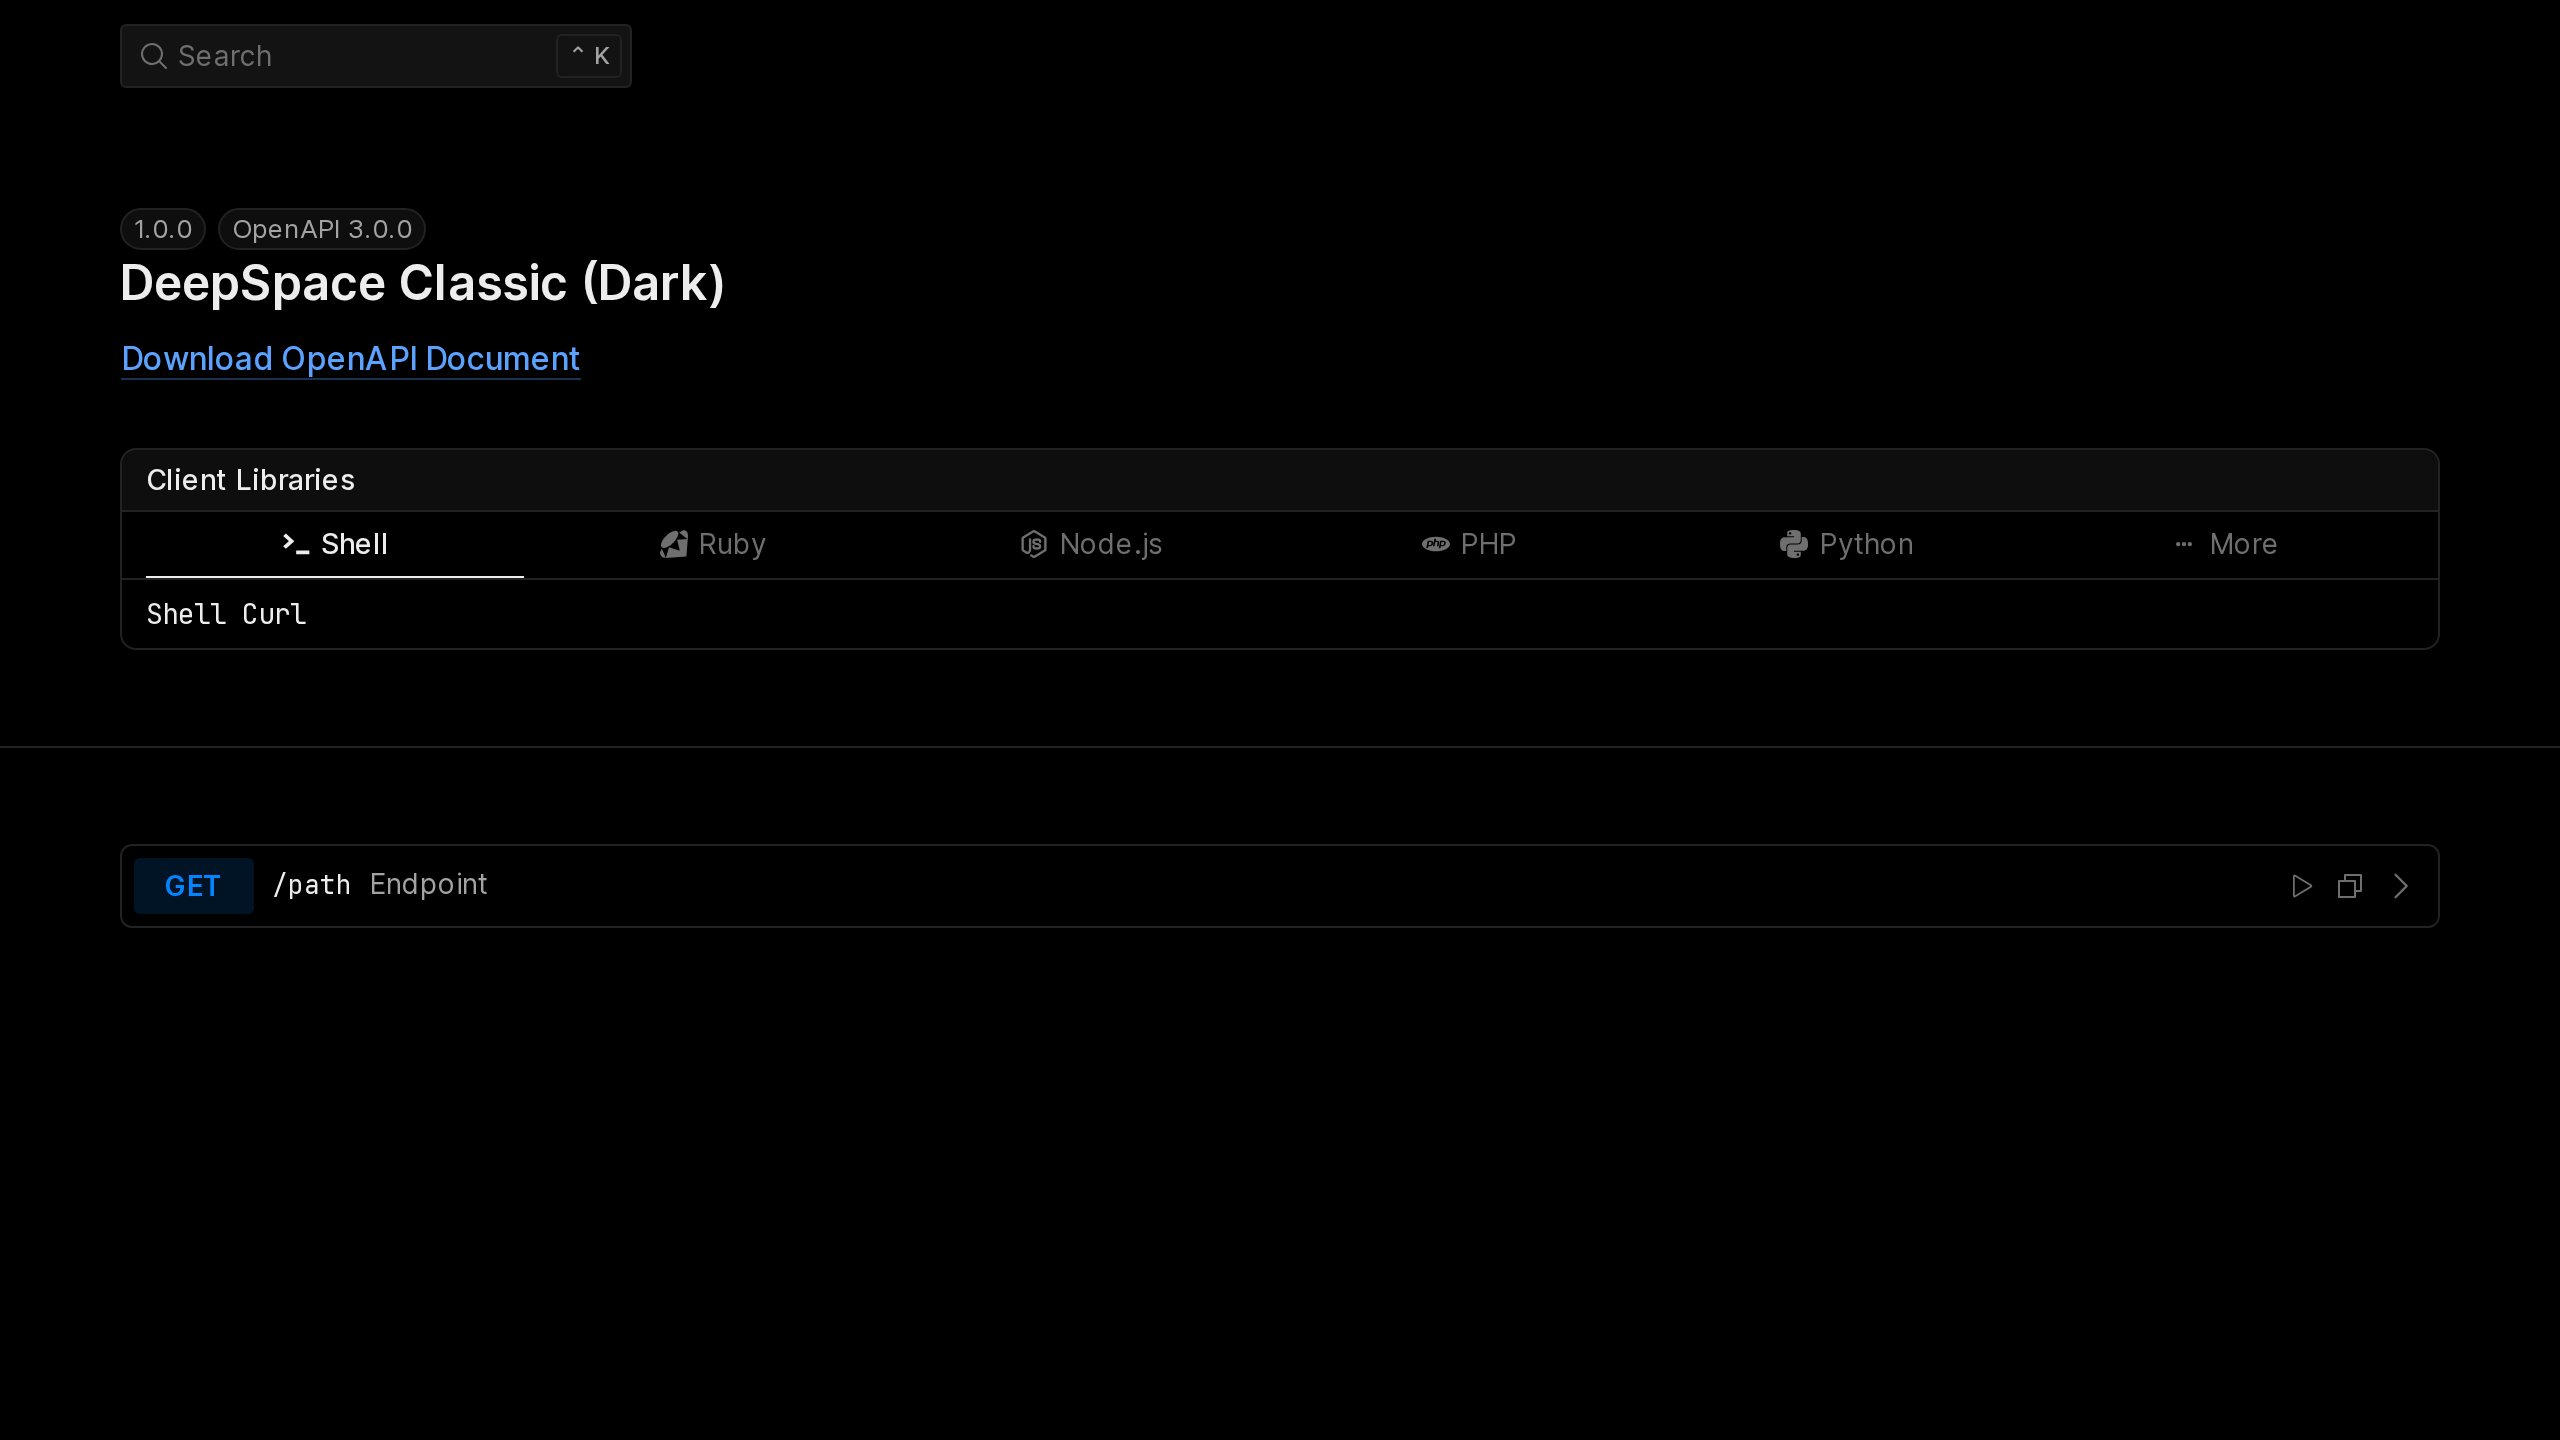 Search ⌃ K
1.0.0 OpenAPI 3.0.0
DeepSpace Classic (Dark)
Download OpenAPI Document
Client Libraries
Shell Ruby Node.js PHP Python More
Shell Curl
GET /path Endpoint